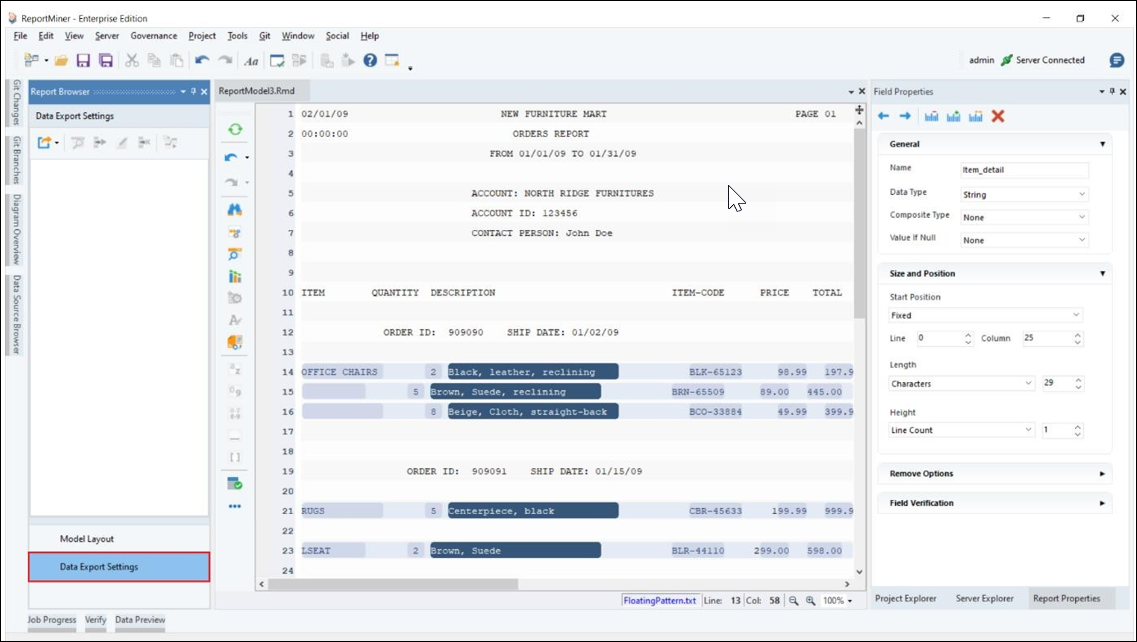 ReportMiner - Enterprise Edition
File Edit View Server Governance Project Tools Git Window Social Help
Aa
admin Server Connected
Git Changes
Git Branches
Diagram Overview
Data Source Browser
Report Browser
Data Export Settings
Model Layout
Data Export Settings
ReportModel3.Rmd
1 02/01/09 NEW FURNITURE MART PAGE 01
2 00:00:00 ORDERS REPORT
3 FROM 01/01/09 TO 01/31/09
4
5 ACCOUNT: NORTH RIDGE FURNITURES
6 ACCOUNT ID: 123456
7 CONTACT PERSON: John Doe
8
9
10 ITEM QUANTITY DESCRIPTION ITEM-CODE PRICE TOTAL
11
12 ORDER ID: 909090 SHIP DATE: 01/02/09
13
14 OFFICE CHAIRS 2 Black, leather, reclining BLK-65123 98.99 197.9
15 5 Brown, Suede, reclining BRN-65509 89.00 445.00
16 8 Beige, Cloth, straight-back BCO-33884 49.99 399.9
17
18
19 ORDER ID: 909091 SHIP DATE: 01/15/09
20
21 RUGS 5 Centerpiece, black CBR-45633 199.99 999.9
22
23 LSEAT 2 Brown, Suede BLR-44110 299.00 598.00
24
FloatingPattern.txt Line: 13 Col: 58 100%
Field Properties
General
Name Item_detail
Data Type String
Composite Type None
Value If Null None
Size and Position
Start Position
Fixed
Line 0 Column 25
Length
Characters 29
Height
Line Count 1
Remove Options
Field Verification
Project Explorer Server Explorer Report Properties
Job Progress Verify Data Preview